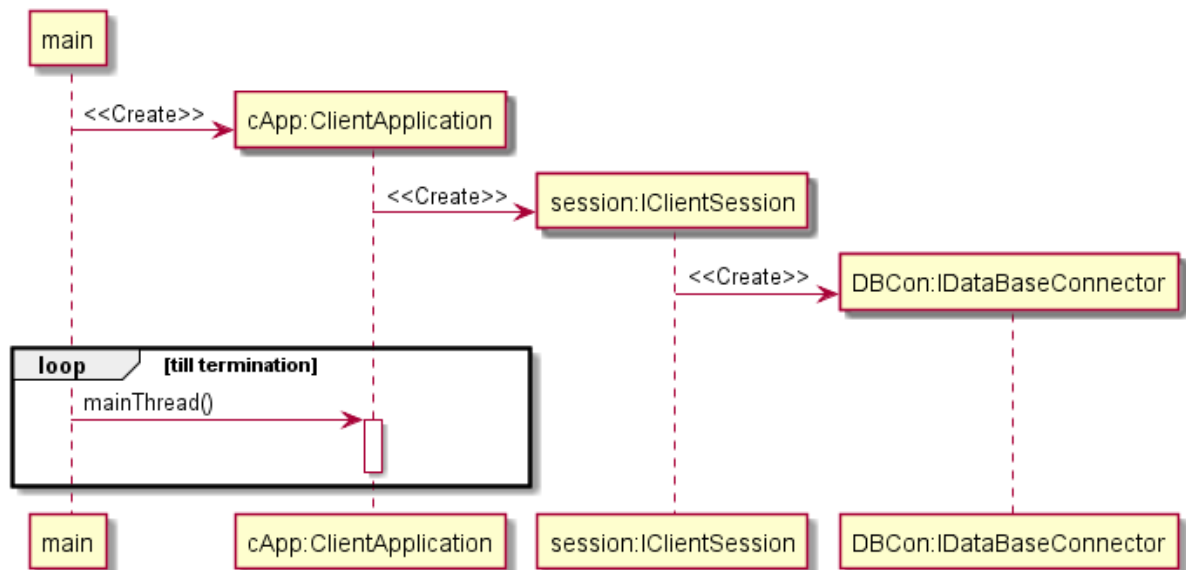 main
<<Create>>
cApp:ClientApplication
<<Create>>
session:IClientSession
<<Create>>
DBCon:IDataBaseConnector
loop [till termination]
mainThread()
main cApp:ClientApplication session:IClientSession DBCon:IDataBaseConnector